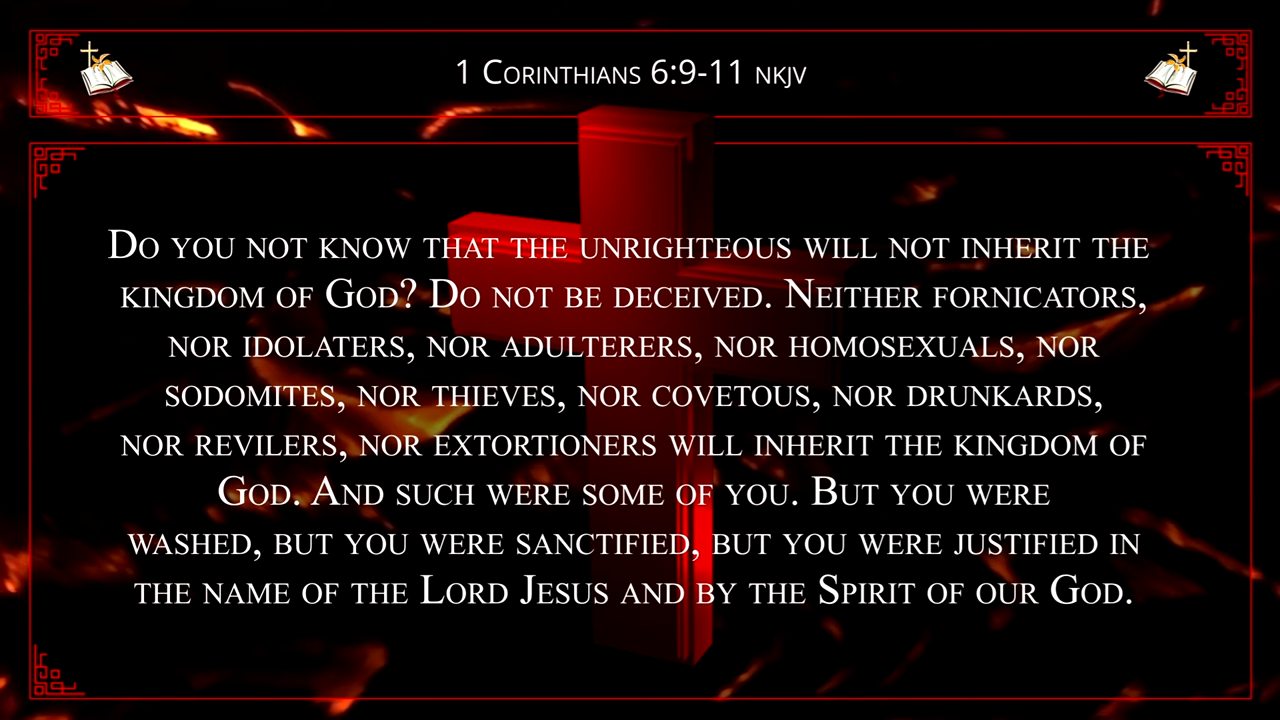 1 Corinthians 6:9-11 NKJV
Do you not know that the unrighteous will not inherit the
kingdom of God? Do not be deceived. Neither fornicators,
nor idolaters, nor adulterers, nor homosexuals, nor
sodomites, nor thieves, nor covetous, nor drunkards,
nor revilers, nor extortioners will inherit the kingdom of
God. And such were some of you. But you were
washed, but you were sanctified, but you were justified in
the name of the Lord Jesus and by the Spirit of our God.